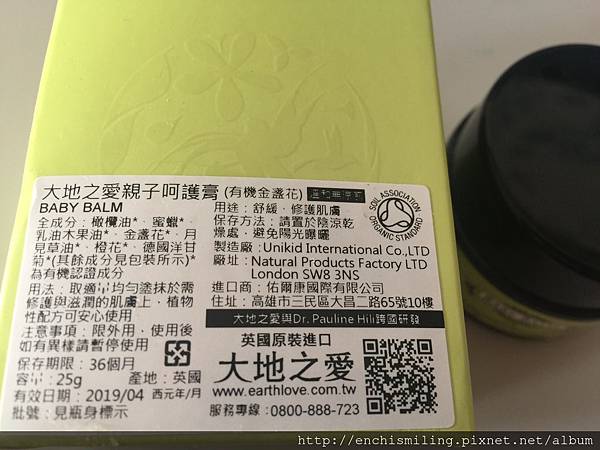 大地之愛親子呵護膏 (有機金盞花)
BABY BALM
全成分：橄欖油*、蜜蠟*、
乳油木果油*、金盞花*、月
見草油*、橙花*、德國洋甘
菊*(其餘成分見包裝所示)*
為有機認證成分
用法：取適量均勻塗抹於需
修護與滋潤的肌膚上，植物
性配方可安心使用
注意事項：限外用，使用後
如有異樣請暫停使用
保存期限：36個月
容量：25g 產地：英國
有效日期：2019/04 西元年/月
批號：見瓶身標示
用途：舒緩、修護肌膚
保存方法：請置於陰涼乾
燥處、避免陽光曝曬
製造廠：Unikid International Co.,LTD
廠址：Natural Products Factory LTD
London SW8 3NS
進口商：佑爾康國際有限公司
住址：高雄市三民區大昌二路65號10樓
大地之愛與Dr. Pauline Hili跨國研發
英國原裝進口
大地之愛
www.earthlove.com.tw
服務專線：0800-888-723
SOIL ASSOCIATION
ORGANIC STANDARD
http://enchismiling.pixnet.net/album